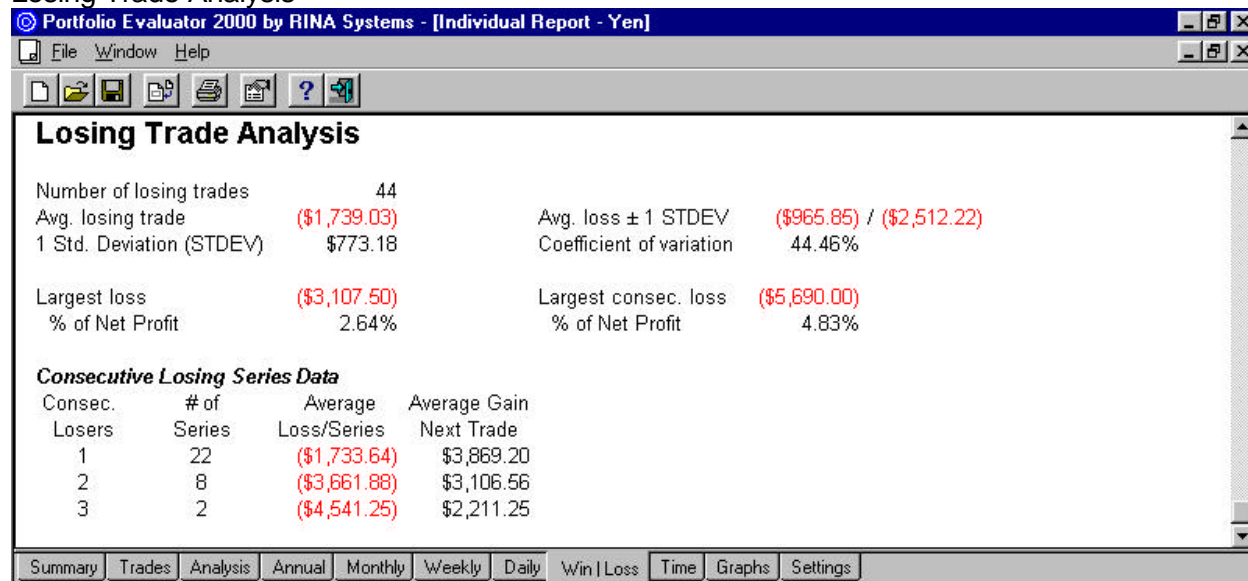 Losing Trade Analysis
Portfolio Evaluator 2000 by RINA Systems - [Individual Report - Yen]
File Window Help
Losing Trade Analysis
Number of losing trades 44
Avg. losing trade ($1,739.03) Avg. loss ± 1 STDEV ($965.85) / ($2,512.22)
1 Std. Deviation (STDEV) $773.18 Coefficient of variation 44.46%
Largest loss ($3,107.50) Largest consec. loss ($5,690.00)
% of Net Profit 2.64% % of Net Profit 4.83%
Consecutive Losing Series Data
Consec. # of Average Average Gain
Losers Series Loss/Series Next Trade
1 22 ($1,733.64) $3,869.20
2 8 ($3,661.88) $3,106.56
3 2 ($4,541.25) $2,211.25
Summary Trades Analysis Annual Monthly Weekly Daily Win | Loss Time Graphs Settings